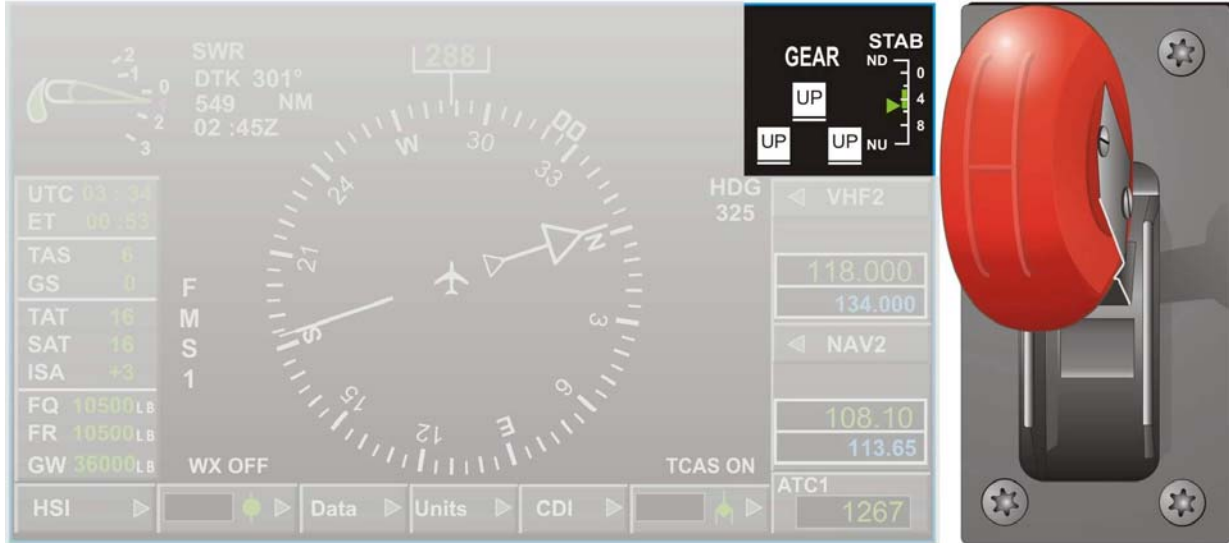 2
1
0
1
2
3
SWR
DTK 301°
549 NM
02 :45Z
288
GEAR
UP
UP UP
STAB
ND
0
4
8
NU
UTC 03 : 34
ET 00 :53
TAS 6
GS 0
TAT 16
SAT 16
ISA +3
FQ 10500LB
FR 10500LB
GW 36000LB
F
M
S
1
W
30
33
N
3
6
E
12
15
S
21
24
HDG
325
VHF2
118.000
134.000
NAV2
108.10
113.65
WX OFF
TCAS ON
HSI
Data
Units
CDI
ATC1
1267